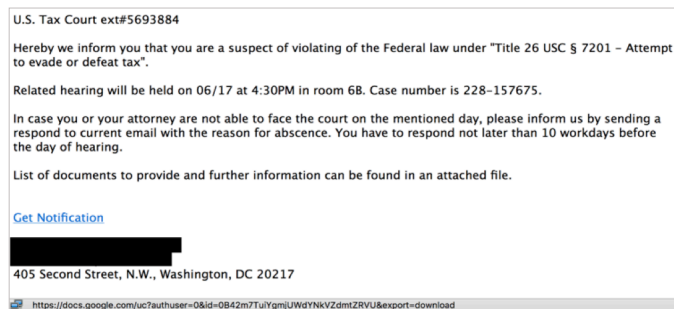 U.S. Tax Court ext#5693884
Hereby we inform you that you are a suspect of violating of the Federal law under "Title 26 USC § 7201 – Attempt
to evade or defeat tax".
Related hearing will be held on 06/17 at 4:30PM in room 6B. Case number is 228-157675.
In case you or your attorney are not able to face the court on the mentioned day, please inform us by sending a
respond to current email with the reason for abscence. You have to respond not later than 10 workdays before
the day of hearing.
List of documents to provide and further information can be found in an attached file.
Get Notification
405 Second Street, N.W., Washington, DC 20217
https://docs.google.com/uc?authuser=0&id=0B42m7TuiYgmjUWdYNkVZdmtZRVU&export=download